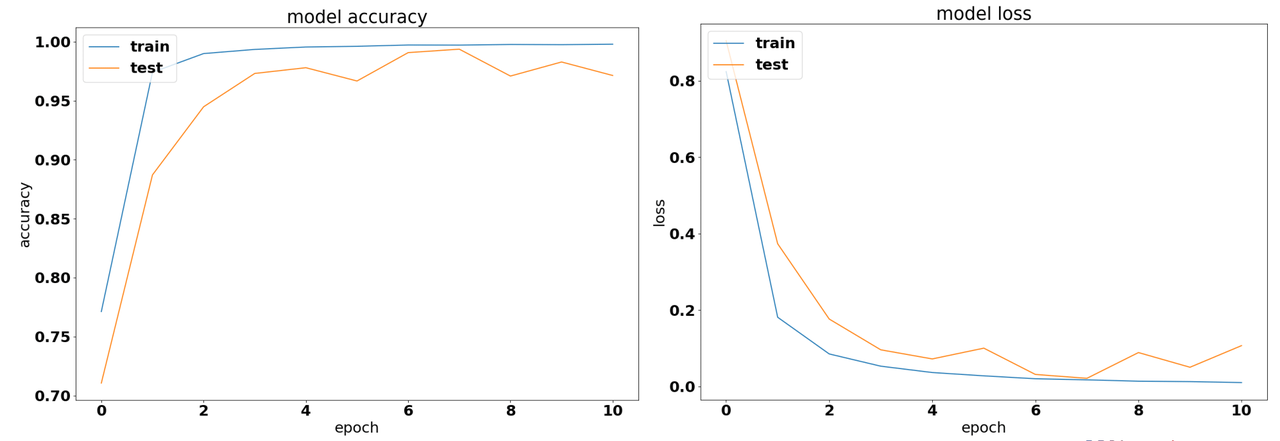 model accuracy
train
test
1.00
0.95
0.90
0.85
0.80
0.75
0.70
accuracy
0 2 4 6 8 10
epoch
model loss
train
test
0.8
0.6
0.4
0.2
0.0
loss
0 2 4 6 8 10
epoch